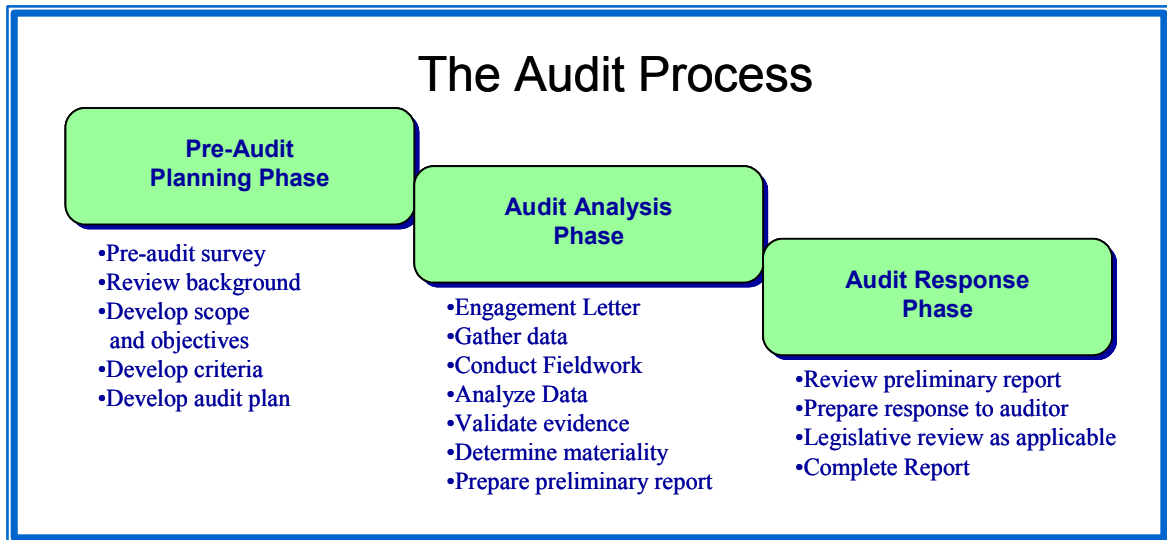 The Audit Process
Pre-Audit
Planning Phase
•Pre-audit survey
•Review background
•Develop scope
and objectives
•Develop criteria
•Develop audit plan
Audit Analysis
Phase
•Engagement Letter
•Gather data
•Conduct Fieldwork
•Analyze Data
•Validate evidence
•Determine materiality
•Prepare preliminary report
Audit Response
Phase
•Review preliminary report
•Prepare response to auditor
•Legislative review as applicable
•Complete Report